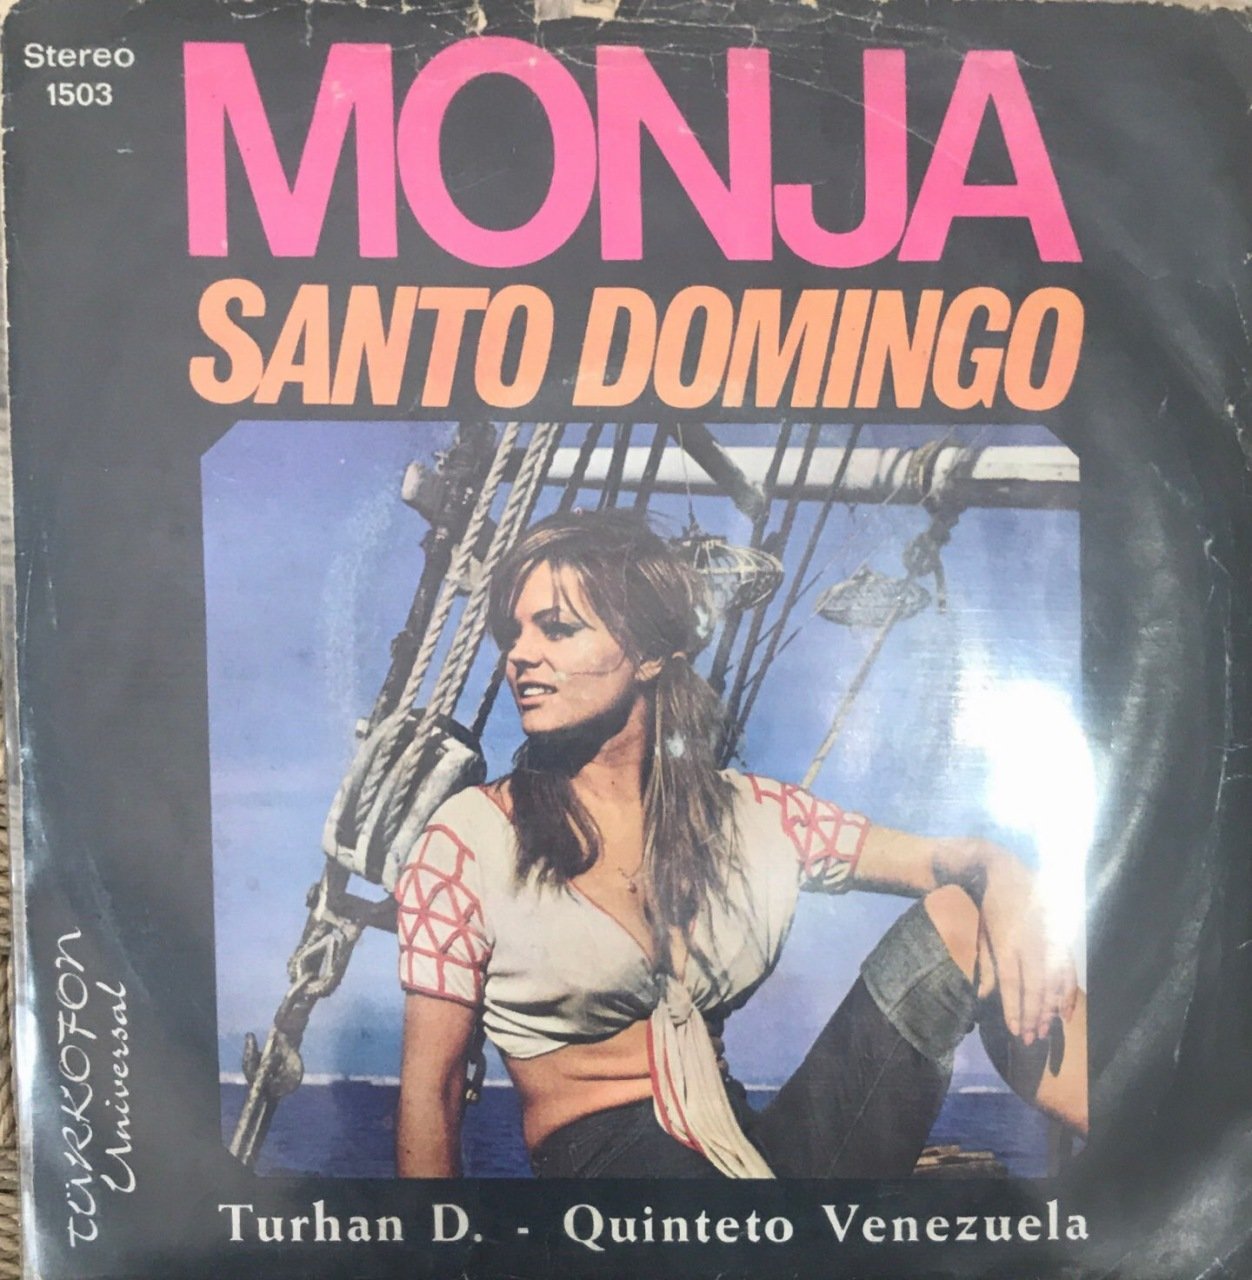 Stereo
1503
MONJA
SANTO DOMINGO
TÜRKOFON
Universal
Turhan D. - Quinteto Venezuela